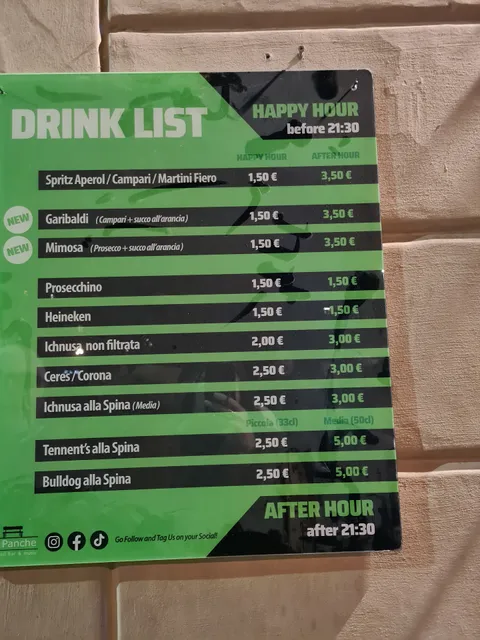 DRINK LIST
HAPPY HOUR
before 21:30
HAPPY HOUR AFTER HOUR
Spritz Aperol / Campari / Martini Fiero 1,50 € 3,50 €
NEW Garibaldi (Campari + succo all'arancia) 1,50 € 3,50 €
NEW Mimosa (Prosecco + succo all'arancia) 1,50 € 3,50 €
Prosecchino 1,50 € 1,50 €
Heineken 1,50 € 1,50 €
Ichnusa non filtrata 2,00 € 3,00 €
Ceres / Corona 2,50 € 3,00 €
Ichnusa alla Spina (Media) 2,50 € 3,00 €
Piccola (33cl) Media (50cl)
Tennent's alla Spina 2,50 € 5,00 €
Bulldog alla Spina 2,50 € 5,00 €
AFTER HOUR
after 21:30
Panche
Go Follow and Tag Us on your Social!